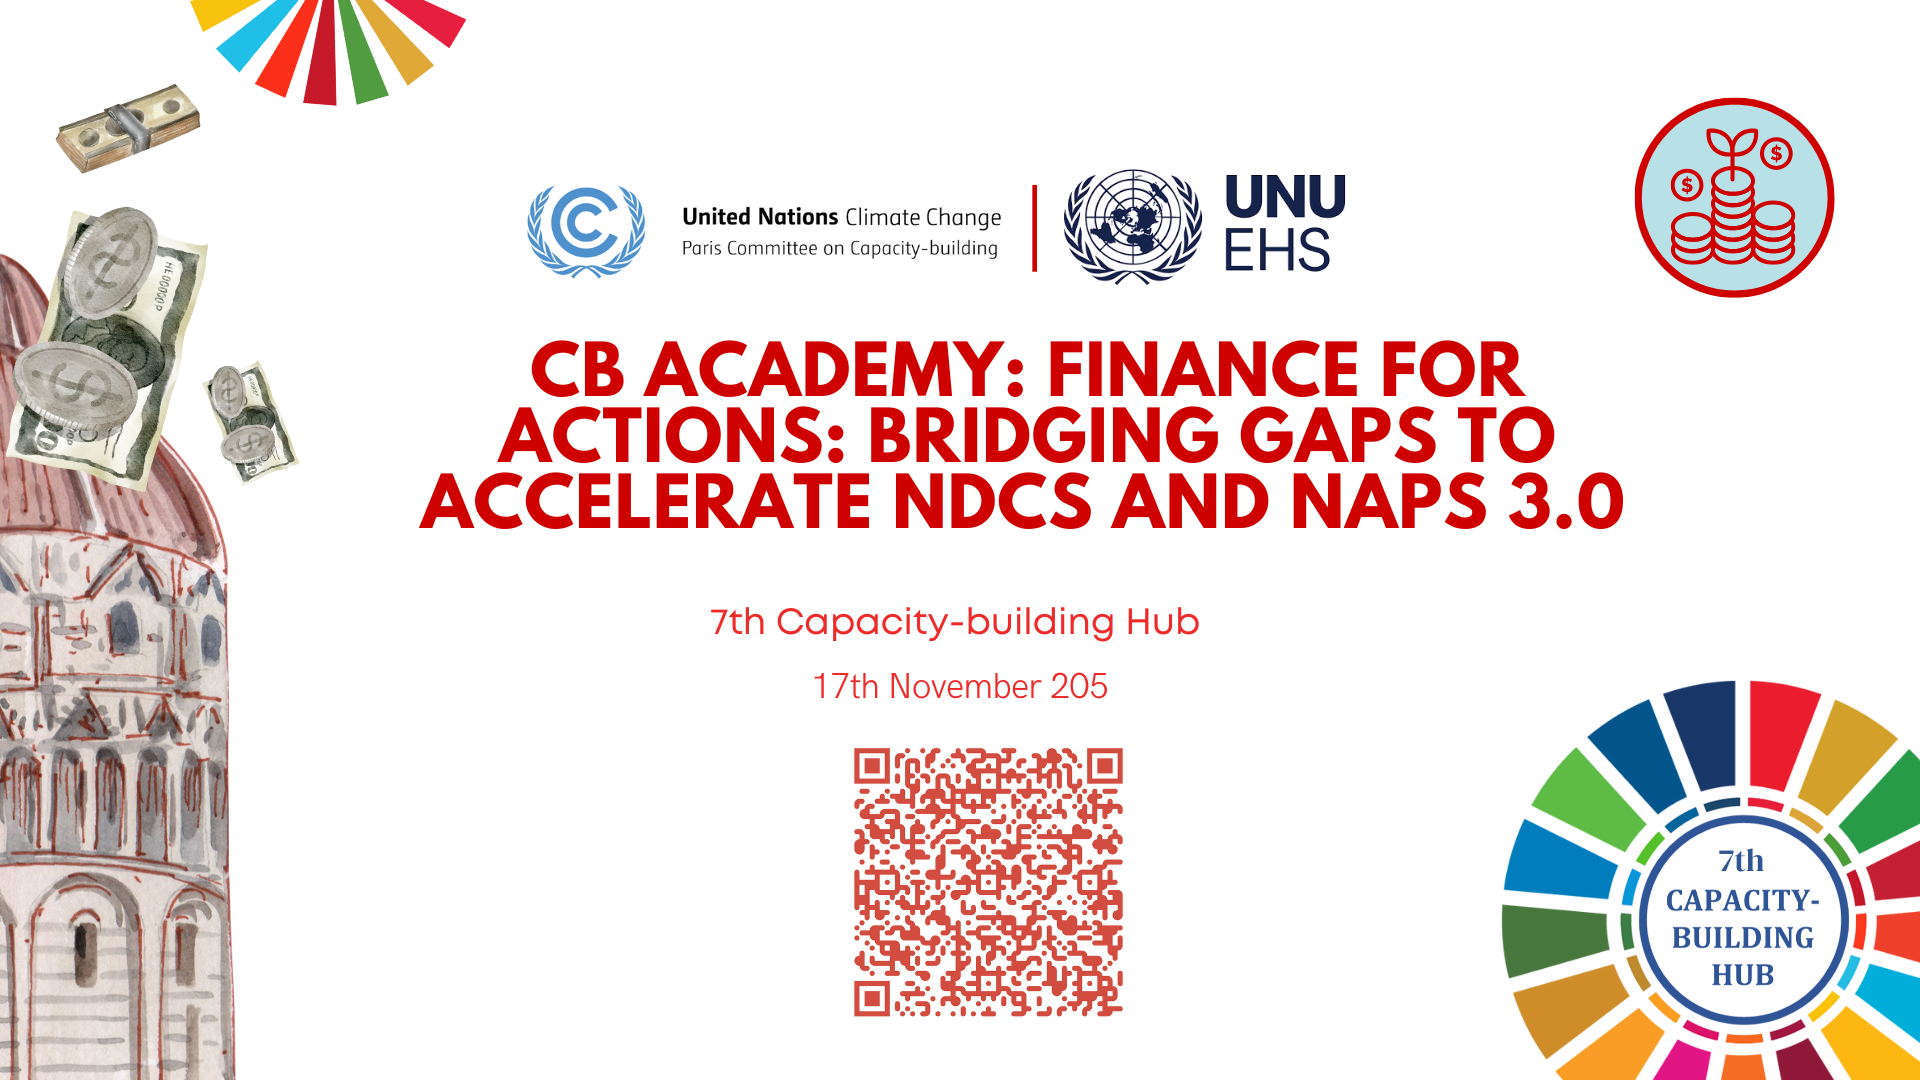 United Nations Climate Change
Paris Committee on Capacity-building
UNU
EHS
CB ACADEMY: FINANCE FOR
ACTIONS: BRIDGING GAPS TO
ACCELERATE NDCS AND NAPS 3.0
7th Capacity-building Hub
17th November 205
7th
CAPACITY-
BUILDING
HUB